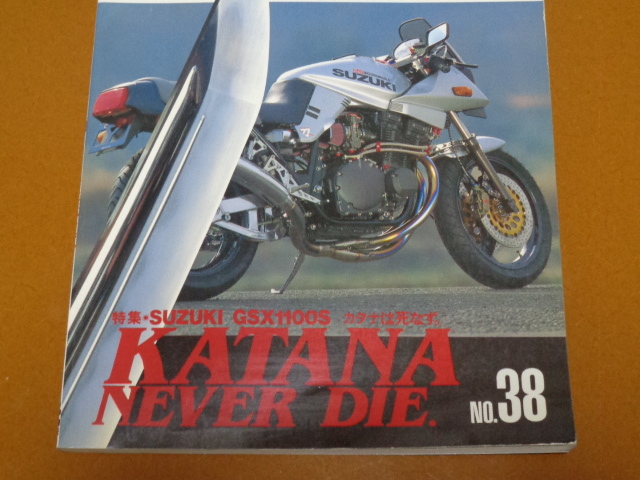 SUZUKI
特集・SUZUKI GSX1100S カタナは死なず。
KATANA
NEVER DIE.
NO.38